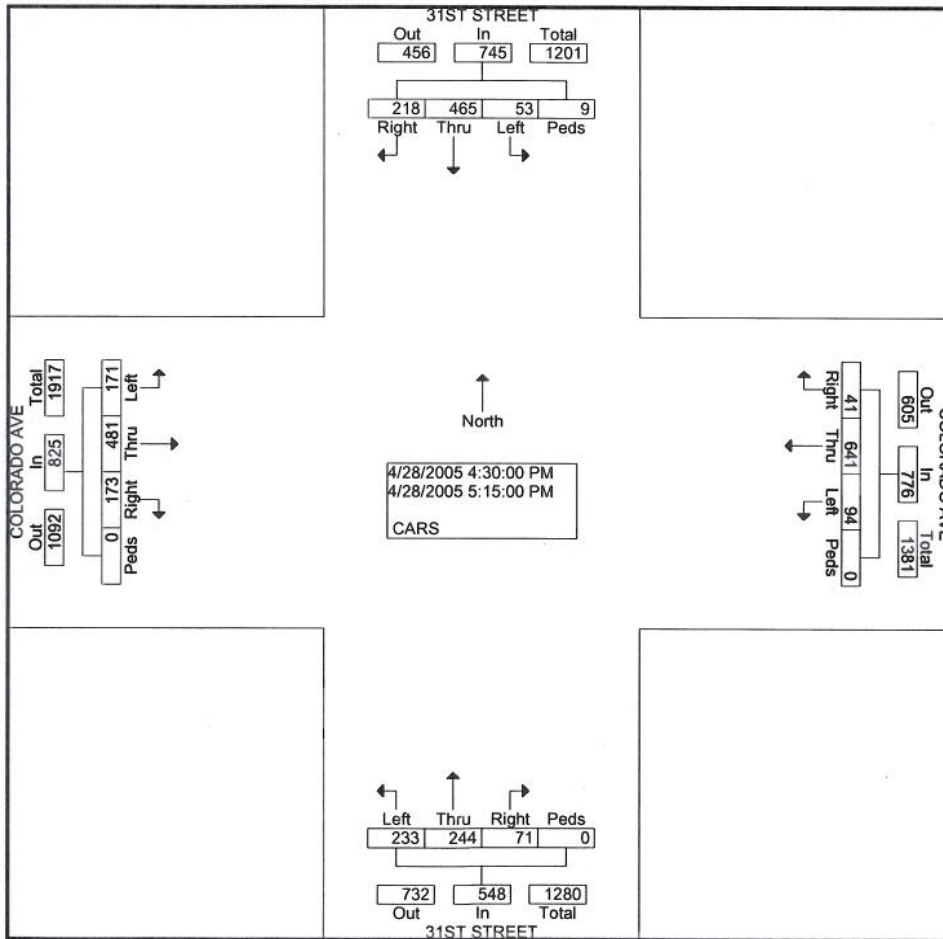 31ST STREET
Out In Total
456 745 1201
218 465 53 9
Right Thru Left Peds
COLORADO AVE
Total In Out
1917 825 1092
171 481 173 0
Left Thru Right Peds
North
4/28/2005 4:30:00 PM
4/28/2005 5:15:00 PM
CARS
Right Thru Left Peds
41 641 94 0
Out In Total
605 776 1381
COLORADO AVE
Left Thru Right Peds
233 244 71 0
732 548 1280
Out In Total
31ST STREET